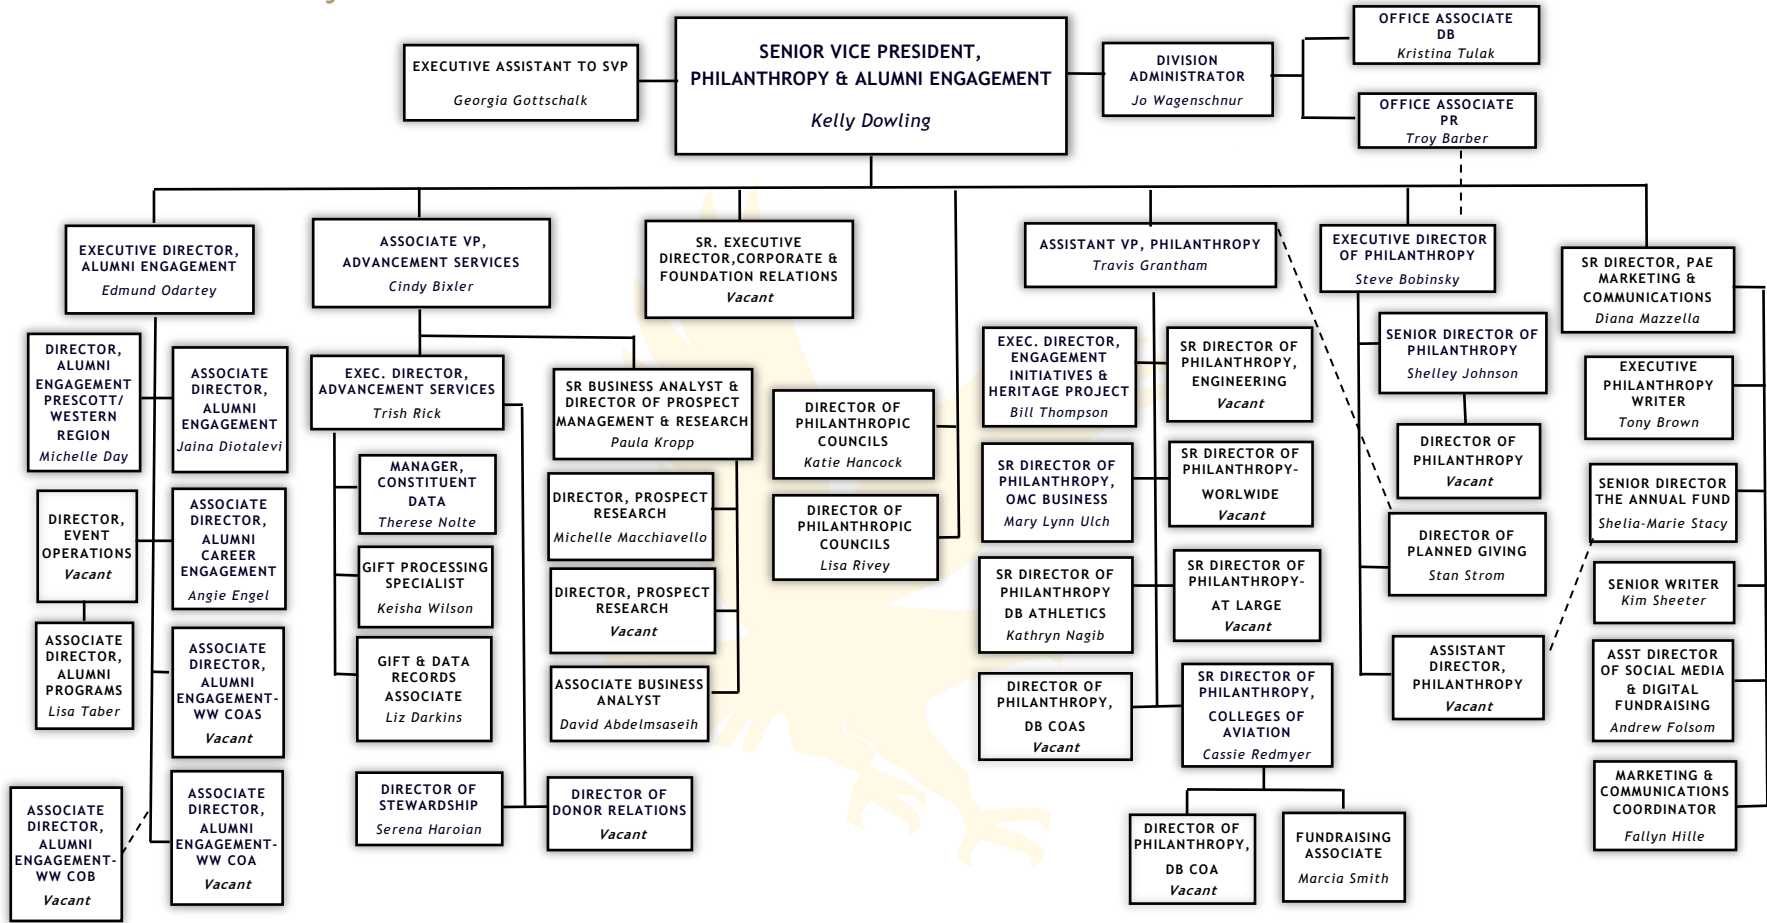 EXECUTIVE ASSISTANT TO SVP
Georgia Gottschalk
SENIOR VICE PRESIDENT,
PHILANTHROPY & ALUMNI ENGAGEMENT
Kelly Dowling
DIVISION
ADMINISTRATOR
Jo Wagenschnur
OFFICE ASSOCIATE
DB
Kristina Tulak
OFFICE ASSOCIATE
PR
Troy Barber
EXECUTIVE DIRECTOR,
ALUMNI ENGAGEMENT
Edmund Odartey
DIRECTOR,
ALUMNI
ENGAGEMENT
PRESCOTT/
WESTERN
REGION
Michelle Day
ASSOCIATE
DIRECTOR,
ALUMNI
ENGAGEMENT
Jaina Diotalevi
DIRECTOR,
EVENT
OPERATIONS
Vacant
ASSOCIATE
DIRECTOR,
ALUMNI
CAREER
ENGAGEMENT
Angie Engel
ASSOCIATE
DIRECTOR,
ALUMNI
PROGRAMS
Lisa Taber
ASSOCIATE
DIRECTOR,
ALUMNI
ENGAGEMENT-
WW COAS
Vacant
ASSOCIATE
DIRECTOR,
ALUMNI
ENGAGEMENT-
WW COB
Vacant
ASSOCIATE
DIRECTOR,
ALUMNI
ENGAGEMENT-
WW COA
Vacant
ASSOCIATE VP,
ADVANCEMENT SERVICES
Cindy Bixler
EXEC. DIRECTOR,
ADVANCEMENT SERVICES
Trish Rick
MANAGER,
CONSTITUENT
DATA
Therese Nolte
GIFT PROCESSING
SPECIALIST
Keisha Wilson
GIFT & DATA
RECORDS
ASSOCIATE
Liz Darkins
DIRECTOR OF
STEWARDSHIP
Serena Haroian
DIRECTOR OF
DONOR RELATIONS
Vacant
SR BUSINESS ANALYST &
DIRECTOR OF PROSPECT
MANAGEMENT & RESEARCH
Paula Kropp
DIRECTOR, PROSPECT
RESEARCH
Michelle Macchiavello
DIRECTOR, PROSPECT
RESEARCH
Vacant
ASSOCIATE BUSINESS
ANALYST
David Abdelmsaseih
SR. EXECUTIVE
DIRECTOR,CORPORATE &
FOUNDATION RELATIONS
Vacant
DIRECTOR OF
PHILANTHROPIC
COUNCILS
Katie Hancock
DIRECTOR OF
PHILANTHROPIC
COUNCILS
Lisa Rivey
ASSISTANT VP, PHILANTHROPY
Travis Grantham
EXEC. DIRECTOR,
ENGAGEMENT
INITIATIVES &
HERITAGE PROJECT
Bill Thompson
SR DIRECTOR OF
PHILANTHROPY,
ENGINEERING
Vacant
SR DIRECTOR OF
PHILANTHROPY,
OMC BUSINESS
Mary Lynn Ulch
SR DIRECTOR OF
PHILANTHROPY-
WORLWIDE
Vacant
SR DIRECTOR OF
PHILANTHROPY
DB ATHLETICS
Kathryn Nagib
SR DIRECTOR OF
PHILANTHROPY-
AT LARGE
Vacant
DIRECTOR OF
PHILANTHROPY,
DB COAS
Vacant
SR DIRECTOR OF
PHILANTHROPY,
COLLEGES OF
AVIATION
Cassie Redmyer
DIRECTOR OF
PHILANTHROPY,
DB COA
Vacant
FUNDRAISING
ASSOCIATE
Marcia Smith
EXECUTIVE DIRECTOR
OF PHILANTHROPY
Steve Bobinsky
SENIOR DIRECTOR OF
PHILANTHROPY
Shelley Johnson
DIRECTOR OF
PHILANTHROPY
Vacant
DIRECTOR OF
PLANNED GIVING
Stan Strom
ASSISTANT
DIRECTOR,
PHILANTHROPY
Vacant
SR DIRECTOR, PAE
MARKETING &
COMMUNICATIONS
Diana Mazzella
EXECUTIVE
PHILANTHROPY
WRITER
Tony Brown
SENIOR DIRECTOR
THE ANNUAL FUND
Shelia-Marie Stacy
SENIOR WRITER
Kim Sheeter
ASST DIRECTOR
OF SOCIAL MEDIA
& DIGITAL
FUNDRAISING
Andrew Folsom
MARKETING &
COMMUNICATIONS
COORDINATOR
Fallyn Hille